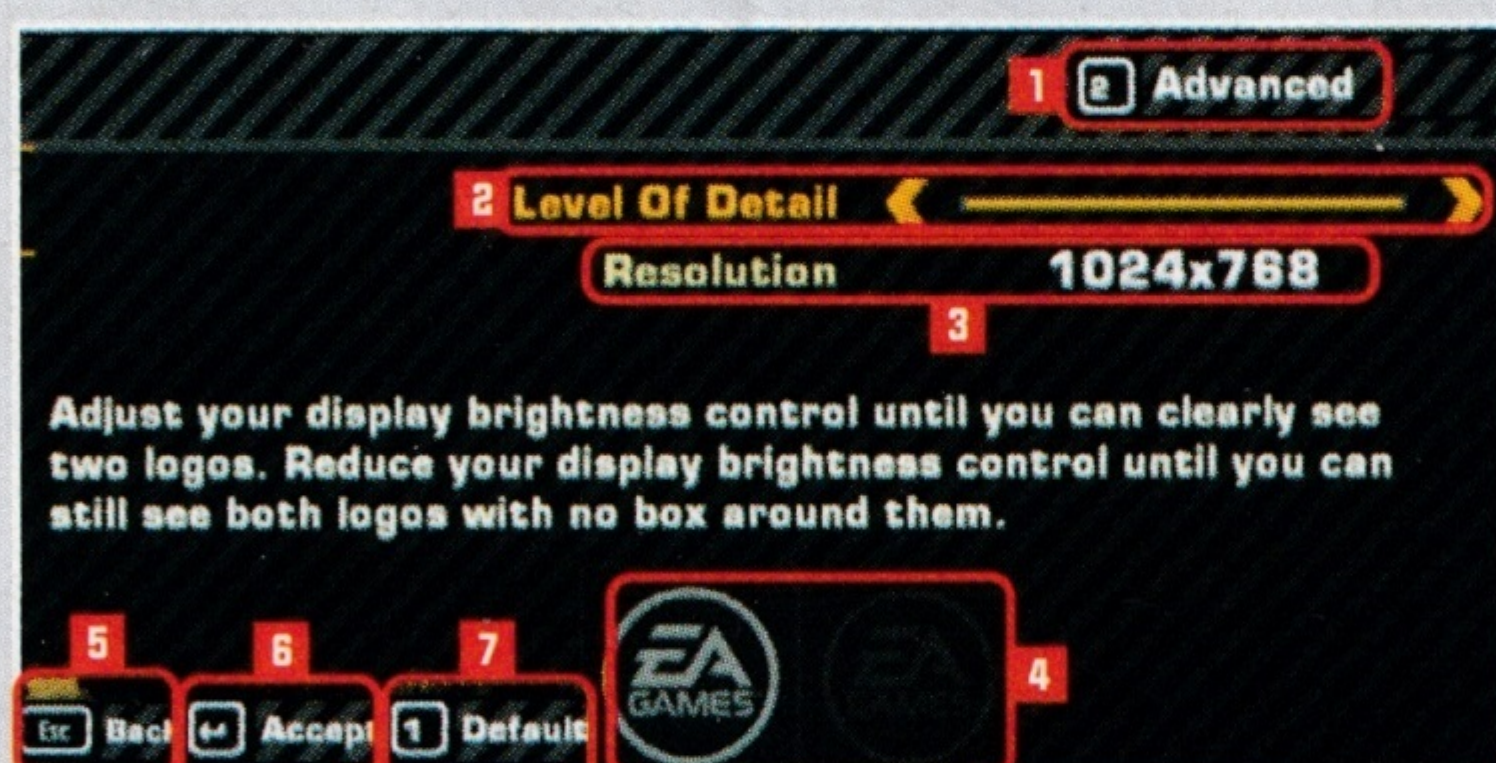 1 2 Advanced
2 Level Of Detail
Resolution 1024x768
3
Adjust your display brightness control until you can clearly see
two logos. Reduce your display brightness control until you can
still see both logos with no box around them.
5 6 7
EA EA
GAMES GAMES
4
Esc Back Accept 1 Default